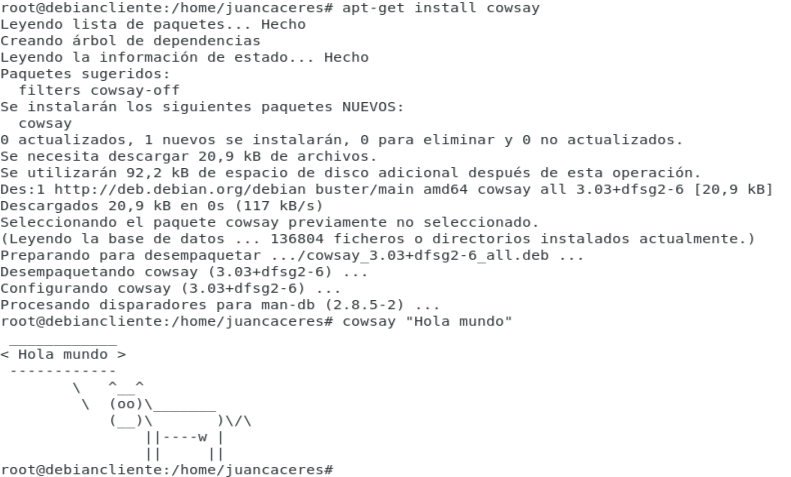 root@debiancliente:/home/juancaceres# apt-get install cowsay
Leyendo lista de paquetes... Hecho
Creando árbol de dependencias
Leyendo la información de estado... Hecho
Paquetes sugeridos:
  filters cowsay-off
Se instalarán los siguientes paquetes NUEVOS:
  cowsay
0 actualizados, 1 nuevos se instalarán, 0 para eliminar y 0 no actualizados.
Se necesita descargar 20,9 kB de archivos.
Se utilizarán 92,2 kB de espacio de disco adicional después de esta operación.
Des:1 http://deb.debian.org/debian buster/main amd64 cowsay all 3.03+dfsg2-6 [20,9 kB]
Descargados 20,9 kB en 0s (117 kB/s)
Seleccionando el paquete cowsay previamente no seleccionado.
(Leyendo la base de datos ... 136804 ficheros o directorios instalados actualmente.)
Preparando para desempaquetar .../cowsay_3.03+dfsg2-6_all.deb ...
Desempaquetando cowsay (3.03+dfsg2-6) ...
Configurando cowsay (3.03+dfsg2-6) ...
Procesando disparadores para man-db (2.8.5-2) ...
root@debiancliente:/home/juancaceres# cowsay "Hola mundo"
 ____________
< Hola mundo >
 ------------
        \   ^__^
         \  (oo)\_______
            (__)\       )\/\
                ||----w |
                ||     ||
root@debiancliente:/home/juancaceres#